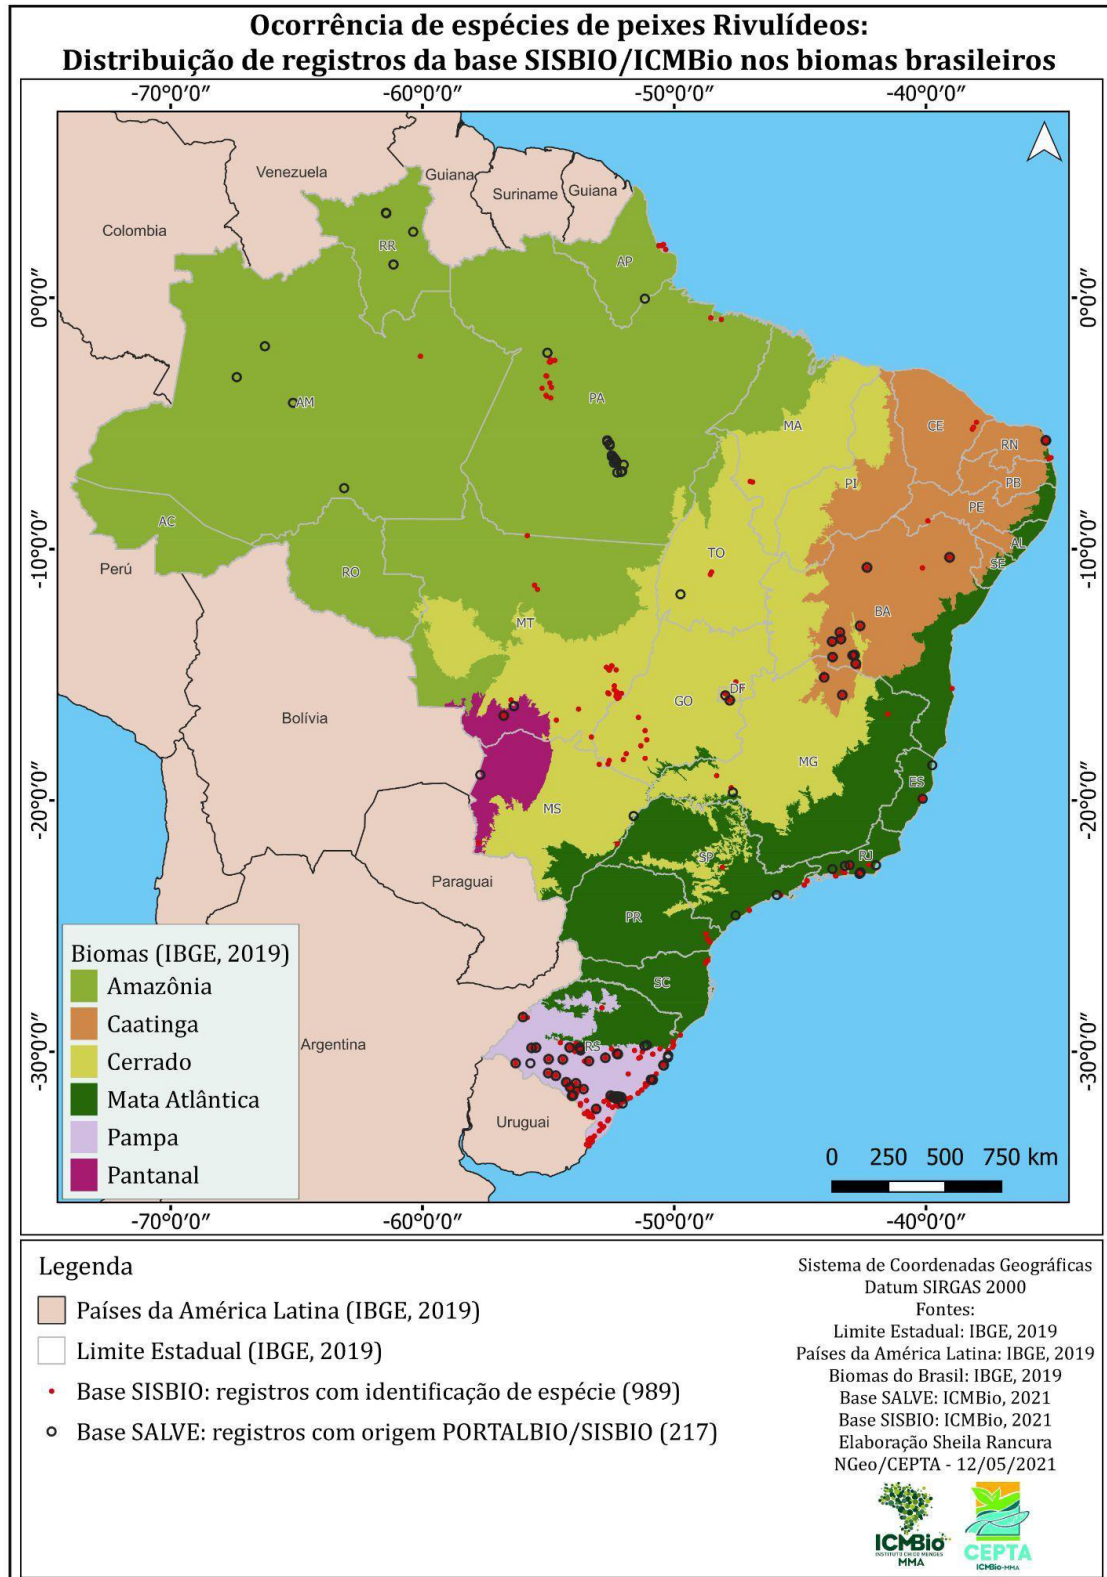 Ocorrência de espécies de peixes Rivulídeos:
Distribuição de registros da base SISBIO/ICMBio nos biomas brasileiros
-70°0′0″ -60°0′0″ -50°0′0″ -40°0′0″
Venezuela
Guiana
Suriname
Guiana
Colombia
RR
AP
0°0′0″ 0°0′0″
AM
PA
MA
CE
RN
PB
PI
PE
AC
AL
SE
-10°0′0″ -10°0′0″
Perú
RO
TO
BA
MT
Bolívia
GO
DF
MG
ES
-20°0′0″ -20°0′0″
MS
SP
RJ
Paraguai
PR
SC
Argentina
RS
-30°0′0″ -30°0′0″
Uruguai
Biomas (IBGE, 2019)
Amazônia
Caatinga
Cerrado
Mata Atlântica
Pampa
Pantanal
0 250 500 750 km
-70°0′0″ -60°0′0″ -50°0′0″ -40°0′0″
Legenda
Países da América Latina (IBGE, 2019)
Limite Estadual (IBGE, 2019)
Base SISBIO: registros com identificação de espécie (989)
Base SALVE: registros com origem PORTALBIO/SISBIO (217)
Sistema de Coordenadas Geográficas
Datum SIRGAS 2000
Fontes:
Limite Estadual: IBGE, 2019
Países da América Latina: IBGE, 2019
Biomas do Brasil: IBGE, 2019
Base SALVE: ICMBio, 2021
Base SISBIO: ICMBio, 2021
Elaboração Sheila Rancura
NGeo/CEPTA - 12/05/2021
ICMBio
INSTITUTO CHICO MENDES
MMA
CEPTA
ICMBio-MMA